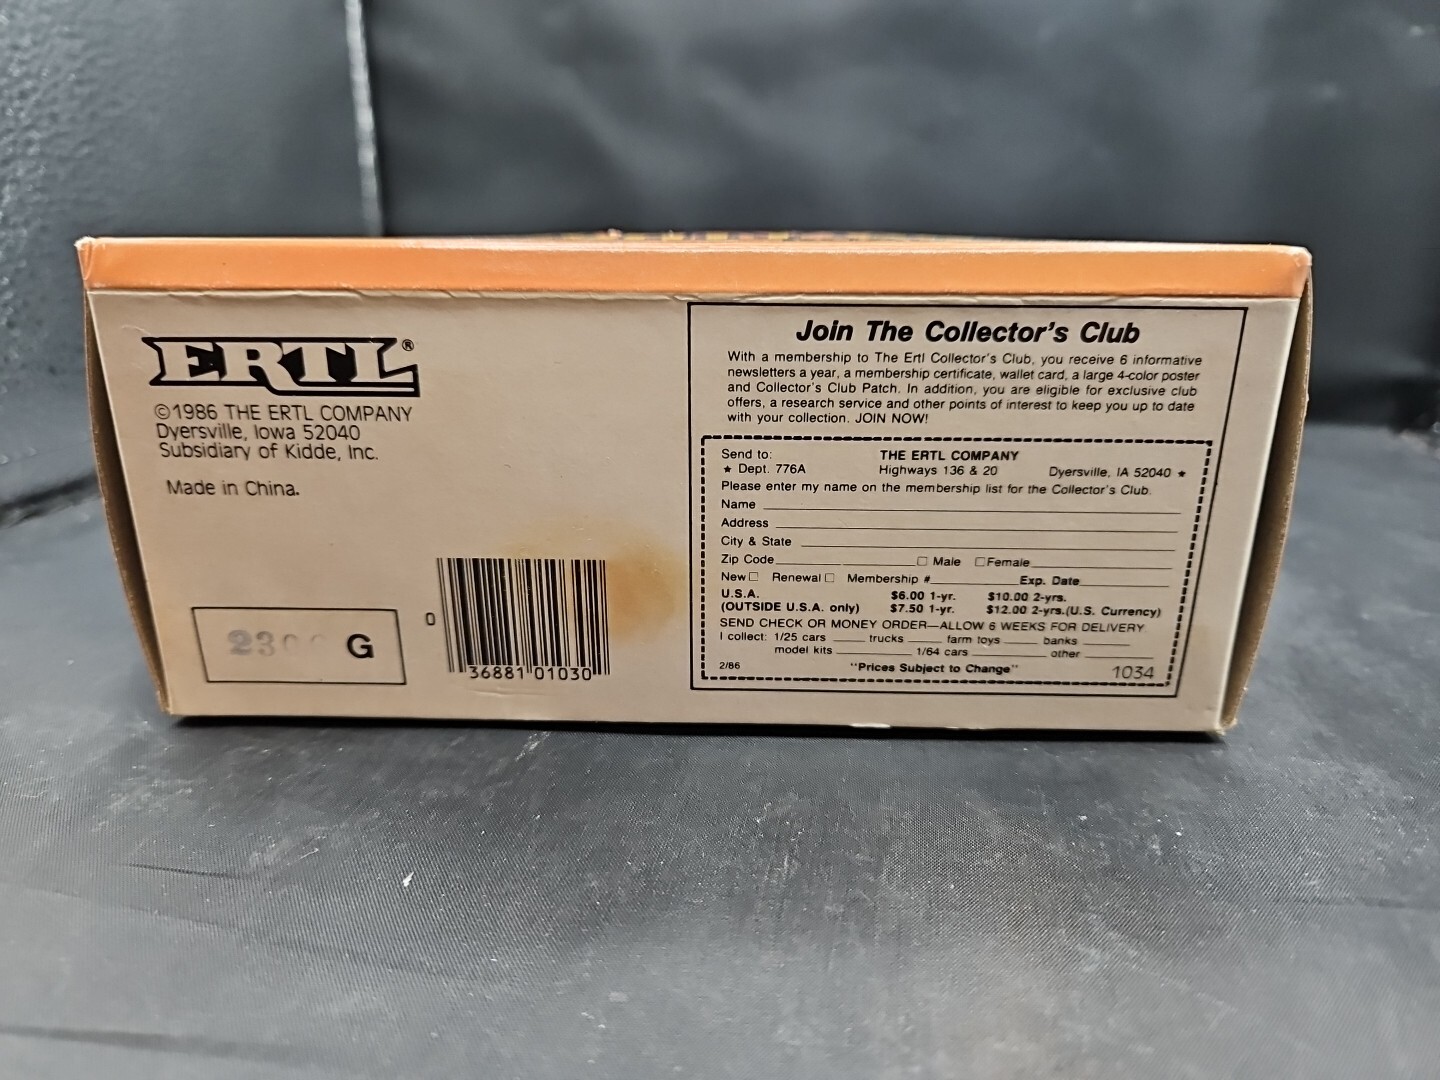 ERTL®
©1986 THE ERTL COMPANY
Dyersville, Iowa 52040
Subsidiary of Kidde, Inc.
Made in China.
G
0 36881 01030
Join The Collector's Club
With a membership to The Ertl Collector's Club, you receive 6 informative
newsletters a year, a membership certificate, wallet card, a large 4-color poster
and Collector's Club Patch. In addition, you are eligible for exclusive club
offers, a research service and other points of interest to keep you up to date
with your collection. JOIN NOW!
Send to: THE ERTL COMPANY
★ Dept. 776A Highways 136 & 20 Dyersville, IA 52040 ★
Please enter my name on the membership list for the Collector's Club.
Name
Address
City & State
Zip Code □ Male □ Female
New □ Renewal □ Membership # Exp. Date
U.S.A. $6.00 1-yr. $10.00 2-yrs.
(OUTSIDE U.S.A. only) $7.50 1-yr. $12.00 2-yrs.(U.S. Currency)
SEND CHECK OR MONEY ORDER—ALLOW 6 WEEKS FOR DELIVERY
I collect: 1/25 cars trucks farm toys banks
model kits 1/64 cars other
2/86 "Prices Subject to Change" 1034